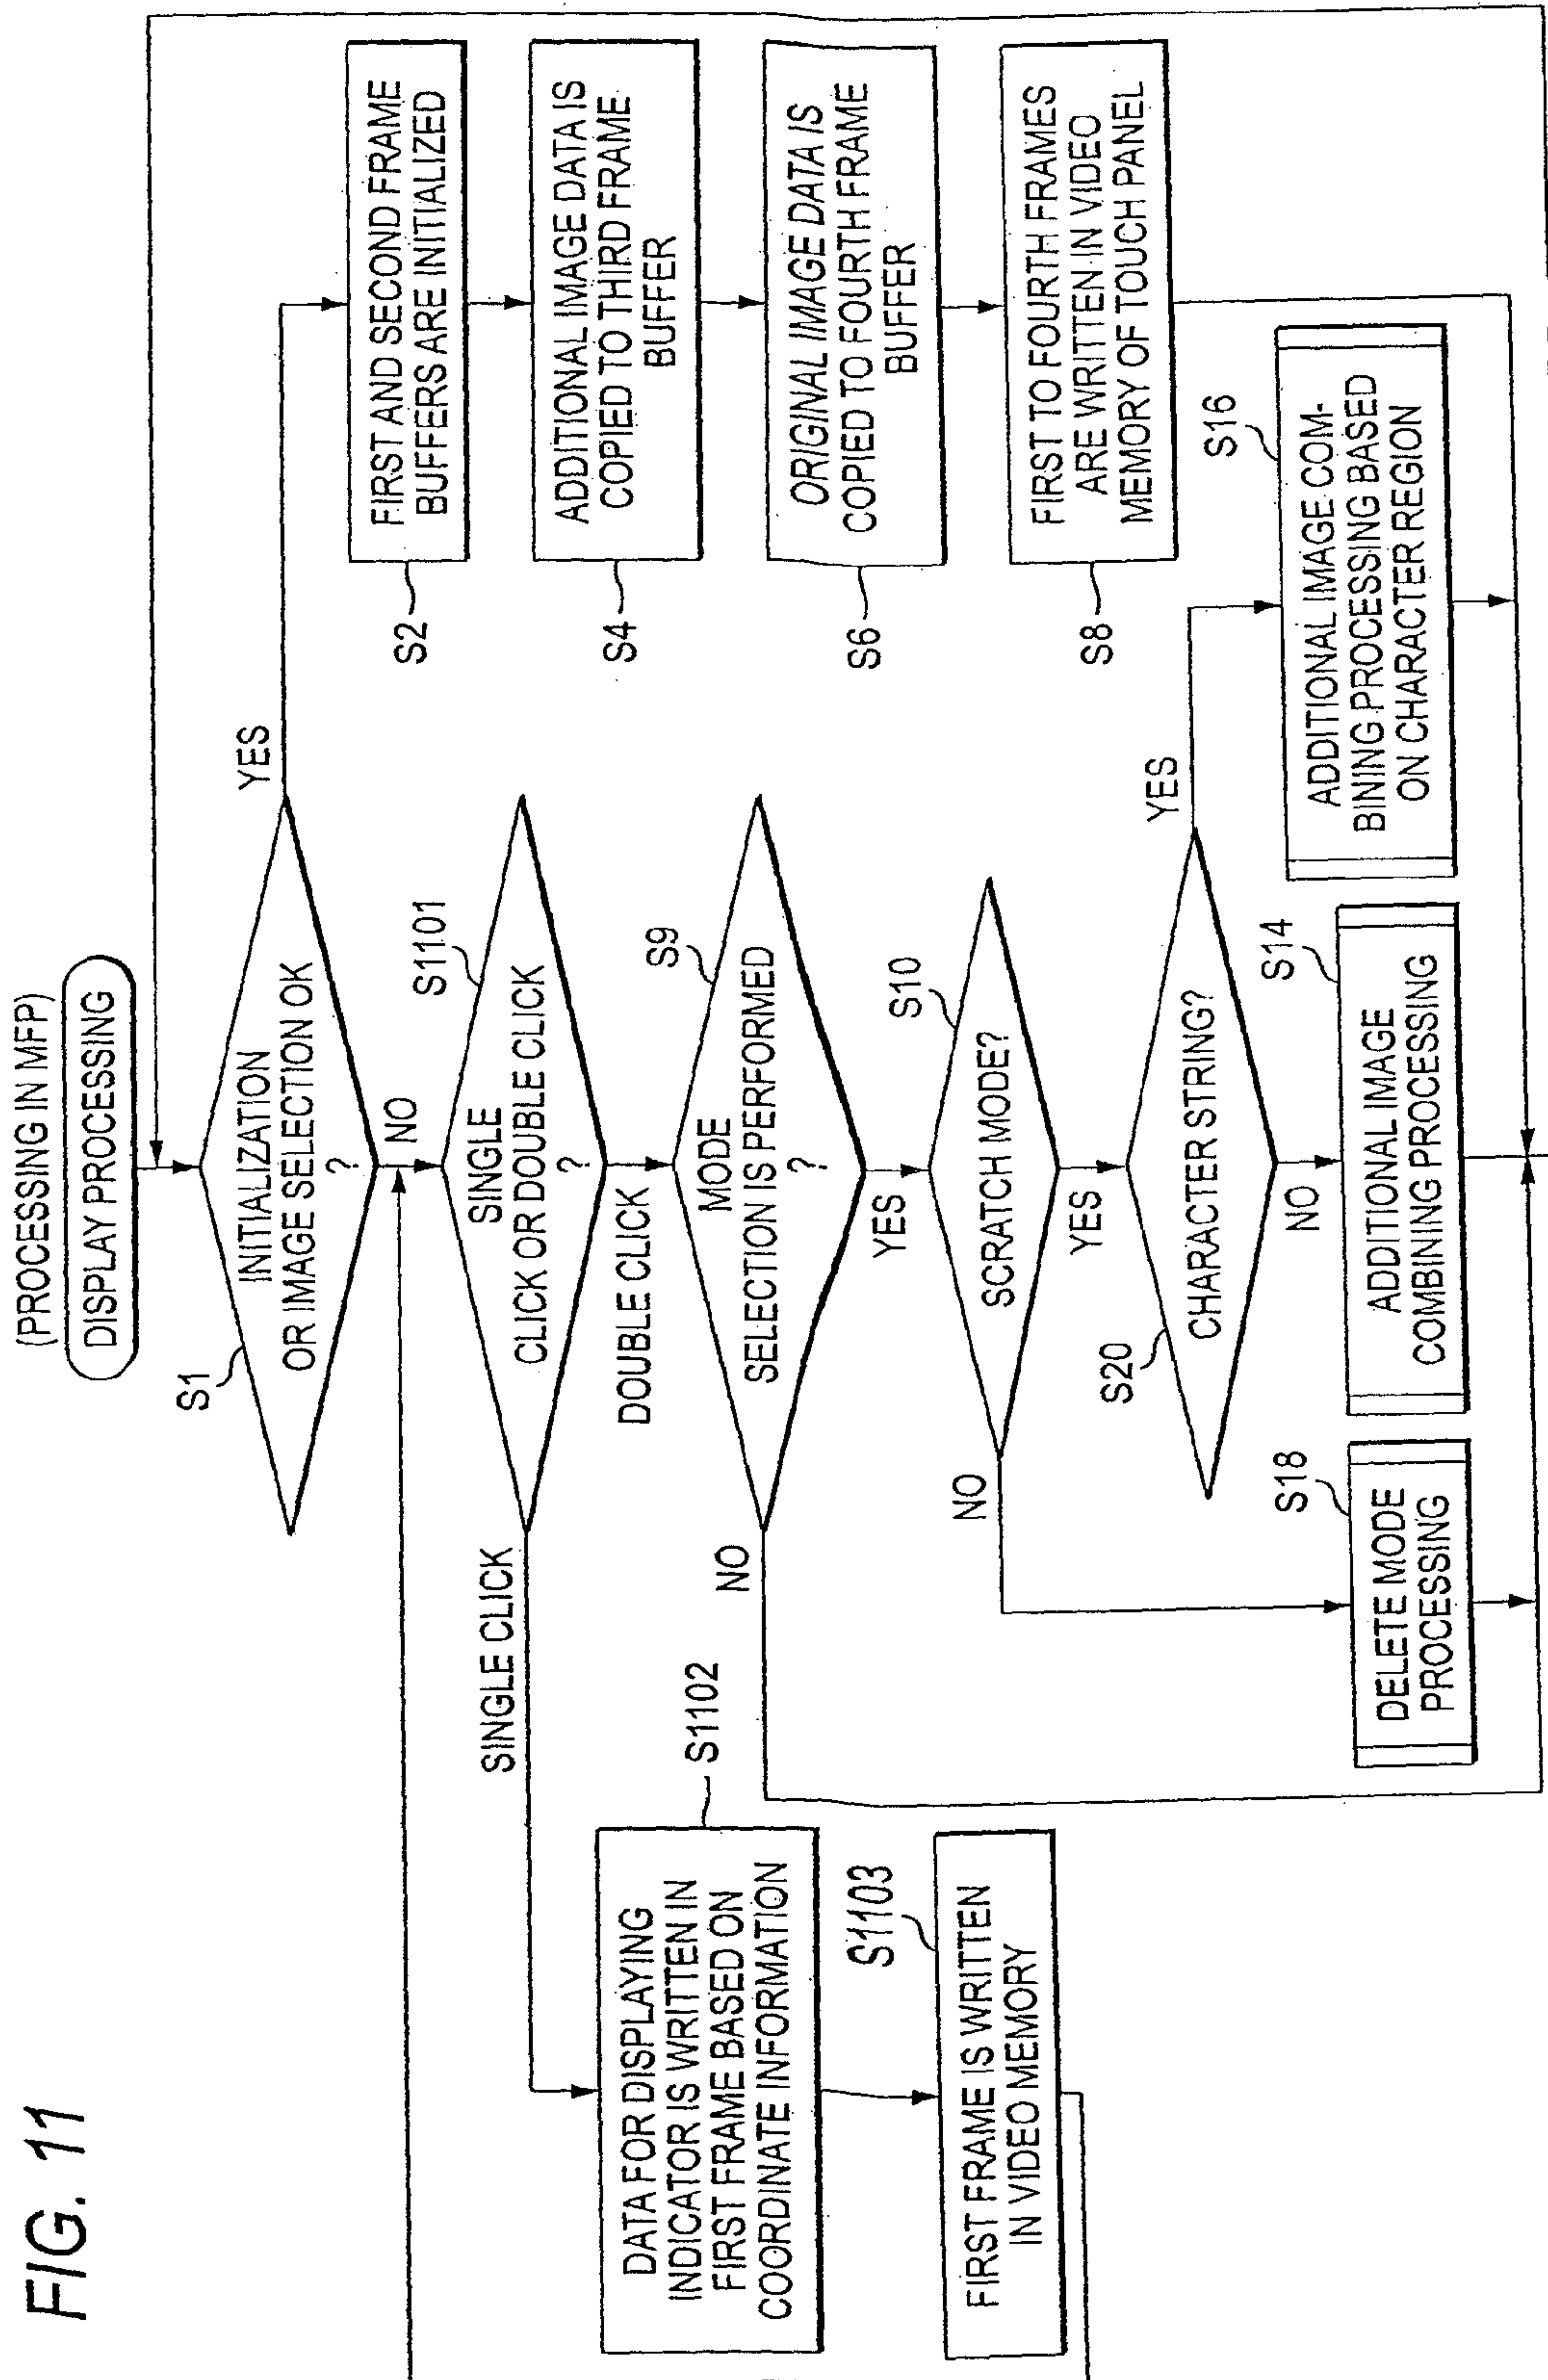 FIG. 11
(PROCESSING IN MFP)
DISPLAY PROCESSING
S1
INITIALIZATION
OR IMAGE SELECTION OK
?
YES
NO
FIRST AND SECOND FRAME
BUFFERS ARE INITIALIZED
S2
ADDITIONAL IMAGE DATA IS
COPIED TO THIRD FRAME
BUFFER
S4
ORIGINAL IMAGE DATA IS
COPIED TO FOURTH FRAME
BUFFER
S6
FIRST TO FOURTH FRAMES
ARE WRITTEN IN VIDEO
MEMORY OF TOUCH PANEL
S8
S1101
SINGLE
CLICK OR DOUBLE CLICK
?
SINGLE CLICK
DOUBLE CLICK
DATA FOR DISPLAYING
INDICATOR IS WRITTEN IN
FIRST FRAME BASED ON
COORDINATE INFORMATION
S1102
S1103
FIRST FRAME IS WRITTEN
IN VIDEO MEMORY
S9
MODE
SELECTION IS PERFORMED
?
NO
YES
S10
SCRATCH MODE?
NO
YES
S20
CHARACTER STRING?
YES
NO
S18
DELETE MODE
PROCESSING
S14
ADDITIONAL IMAGE
COMBINING PROCESSING
S16
ADDITIONAL IMAGE COM-
BINING PROCESSING BASED
ON CHARACTER REGION